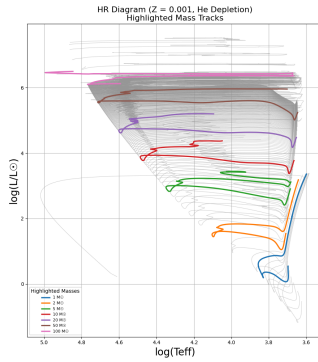 HR Diagram (Z = 0.001, He Depletion)
Highlighted Mass Tracks
log(L/L☉)
6
4
2
0
5.0
4.8
4.6
4.4
4.2
4.0
3.8
3.6
log(Teff)
Highlighted Masses
1 M☉
2 M☉
5 M☉
10 M☉
20 M☉
50 M☉
100 M☉